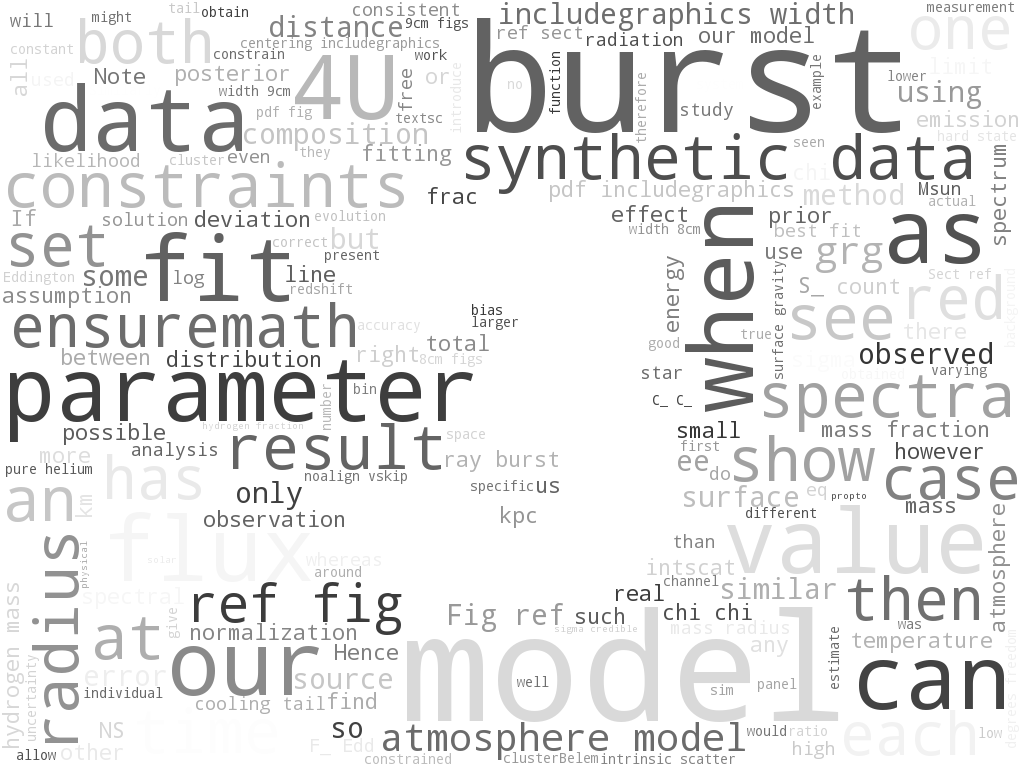 will
might
tail
obtain
consistent
includegraphics width
measurement
constant
both
distance
9cm figs
ref sect
radiation
our model
one
centering includegraphics
constrain
work
all
used
Note
posterior
4U
free
or
burst
no
function
example
lower
limit
width 9cm
using
data
pdf fig
textsc
introduce
therefore
study
emission
composition
hard state
likelihood
cluster
even
they
fitting
synthetic data
seen
chi
spectrum
constraints
frac
pdf includegraphics
method
Msun
actual
If
solution
deviation
evolution
effect
when
prior
as
set
fit
correct
but
width 8cm
best fit
present
use
grg
Eddington
some
log
line
energy
surface gravity
Sect ref
background
assumption
redshift
S_
count
red
bias
larger
see
there
ensuremath
accuracy
total
good
true
between
distribution
right
8cm figs
sigma
observed
obtained
varying
parameter
bin
star
C_ C_
spectra
number
hydrogen fraction
possible
result
space
small
mass fraction
more
analysis
first
show
however
pure helium
noalign vskip
ray burst
ee
do
case
an
km
has
only
specific
us
surface
eq
propto
mass
observation
kpc
different
value
atmosphere
radius
physical
flux
solar
whereas
than
intscat
around
channel
similar
hydrogen mass
spectral
give
ref fig
Fig ref
such
real
chi chi
then
sigma credible
mass radius
was
at
normalization
model
any
estimate
temperature
uncertainty
error
our
Hence
source
individual
well
sim
panel
can
degrees freedom
cooling tail
find
NS
time
so
F_ Edd
atmosphere model
would
ratio
each
low
allow
other
constrained
clusterBelem
intrinsic scatter
high